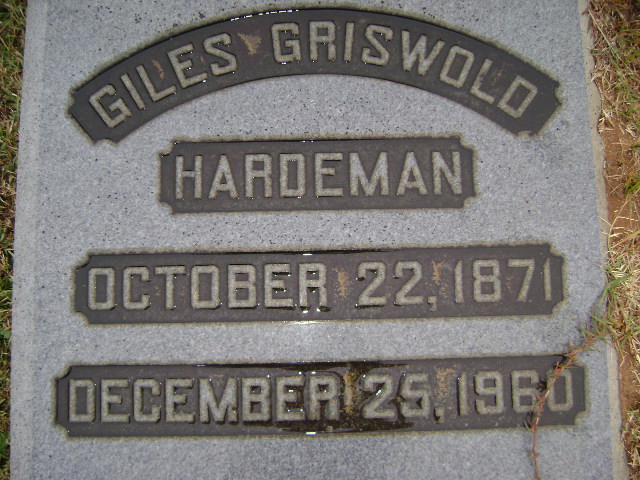 GILES GRISWOLD
HARDEMAN
OCTOBER 22, 1871
DECEMBER 25, 1960